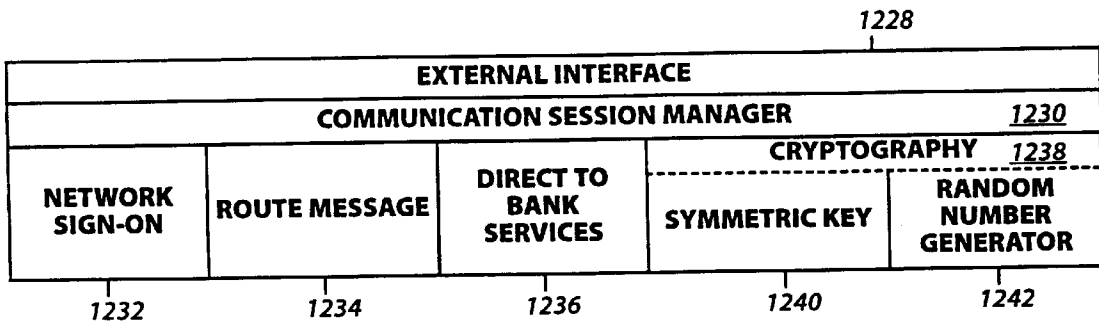 1228
EXTERNAL INTERFACE
COMMUNICATION SESSION MANAGER 1230
CRYPTOGRAPHY 1238
NETWORK
SIGN-ON
ROUTE MESSAGE
DIRECT TO
BANK
SERVICES
SYMMETRIC KEY
RANDOM
NUMBER
GENERATOR
1232
1234
1236
1240
1242